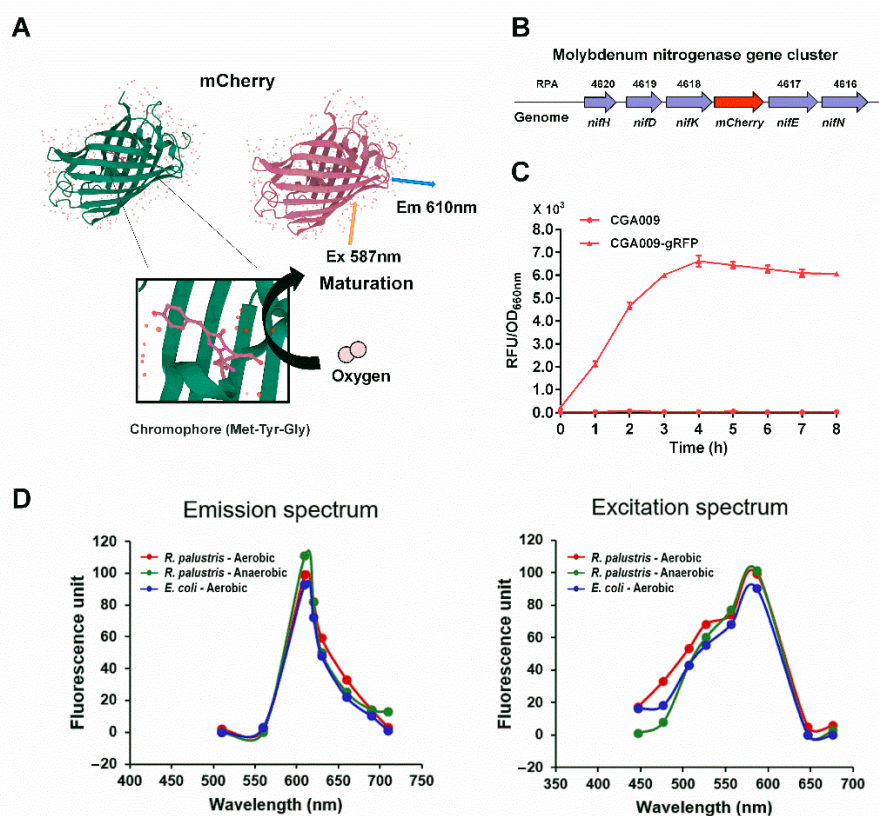 A
mCherry
Em 610nm
Ex 587nm
Maturation
Oxygen
Chromophore (Met-Tyr-Gly)
B
Molybdenum nitrogenase gene cluster
RPA 4620 4619 4618 4617 4616
Genome nifH nifD nifK mCherry nifE nifN
C
X 10³
CGA009
CGA009-gRFP
RFU/OD660nm
7.0
6.0
5.0
4.0
3.0
2.0
1.0
0.0
0 1 2 3 4 5 6 7 8
Time (h)
D
Emission spectrum
R. palustris - Aerobic
R. palustris - Anaerobic
E. coli - Aerobic
Fluorescence unit
120
100
80
60
40
20
0
–20
400 450 500 550 600 650 700 750
Wavelength (nm)
Excitation spectrum
R. palustris - Aerobic
R. palustris - Anaerobic
E. coli - Aerobic
Fluorescence unit
120
100
80
60
40
20
0
–20
350 400 450 500 550 600 650 700
Wavelength (nm)